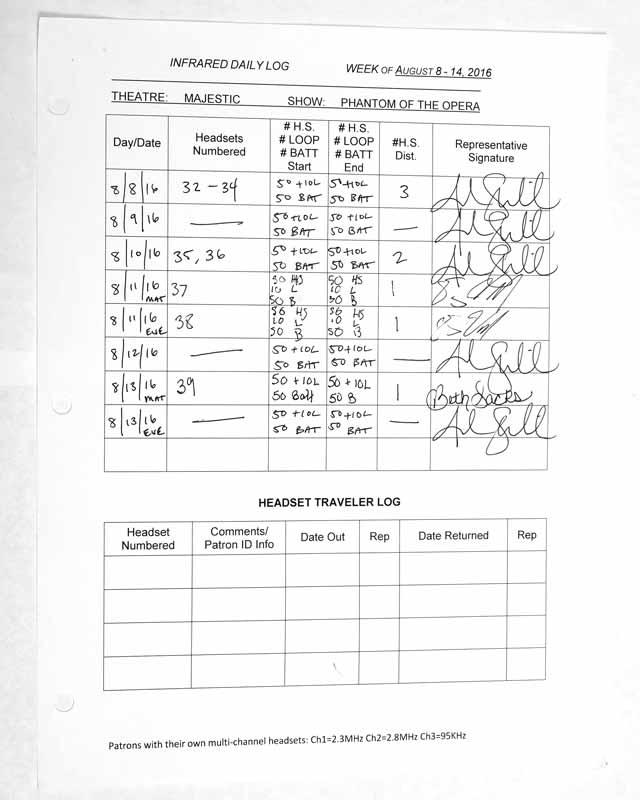 INFRARED DAILY LOG WEEK OF AUGUST 8 - 14, 2016
THEATRE: MAJESTIC SHOW: PHANTOM OF THE OPERA
Day/Date Headsets Numbered # H.S. # LOOP # BATT Start # H.S. # LOOP # BATT End #H.S. Dist. Representative Signature
8/8/16 32 - 34 50 +10L 50 BAT 50 +10L 50 BAT 3
8/9/16 — 50 +10L 50 BAT 50 +10L 50 BAT —
8/10/16 35, 36 50 +10L 50 BAT 50 +10L 50 BAT 2
8/11/16 MAT 37 50 HS 10 L 50 B 50 HS 10 L 50 B 1
8/11/16 EVE 38 50 HS 10 L 50 B 50 HS 10 L 50 B 1
8/12/16 — 50 +10L 50 BAT 50 +10L 50 BAT —
8/13/16 MAT 39 50 +10L 50 Batt 50 + 10L 50 B 1 Beth Sacks
8/13/16 EVE — 50 +10L 50 BAT 50 +10L 50 BAT —
HEADSET TRAVELER LOG
Headset Numbered Comments/ Patron ID Info Date Out Rep Date Returned Rep
Patrons with their own multi-channel headsets: Ch1=2.3MHz Ch2=2.8MHz Ch3=95KHz